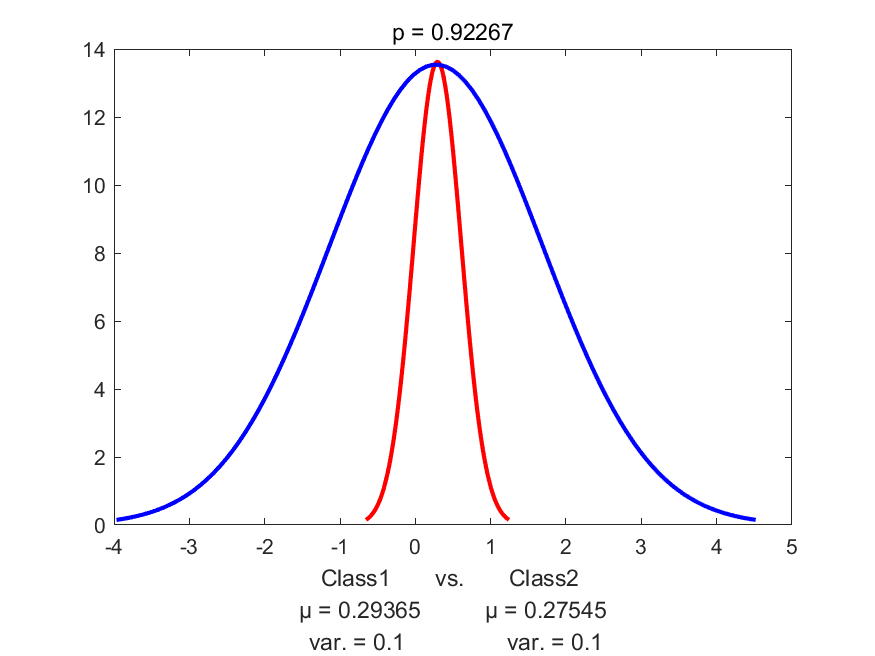 p = 0.92267
14
12
10
8
6
4
2
0
-4 -3 -2 -1 0 1 2 3 4 5
Class1 vs. Class2
μ = 0.29365 μ = 0.27545
var. = 0.1 var. = 0.1